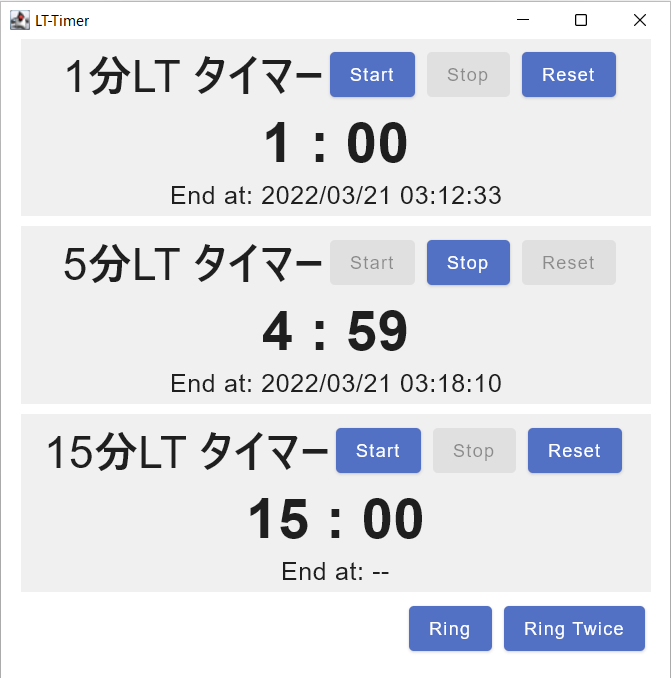 LT-Timer
1分LT タイマー Start Stop Reset
1 : 00
End at: 2022/03/21 03:12:33
5分LT タイマー Start Stop Reset
4 : 59
End at: 2022/03/21 03:18:10
15分LT タイマー Start Stop Reset
15 : 00
End at: --
Ring Ring Twice